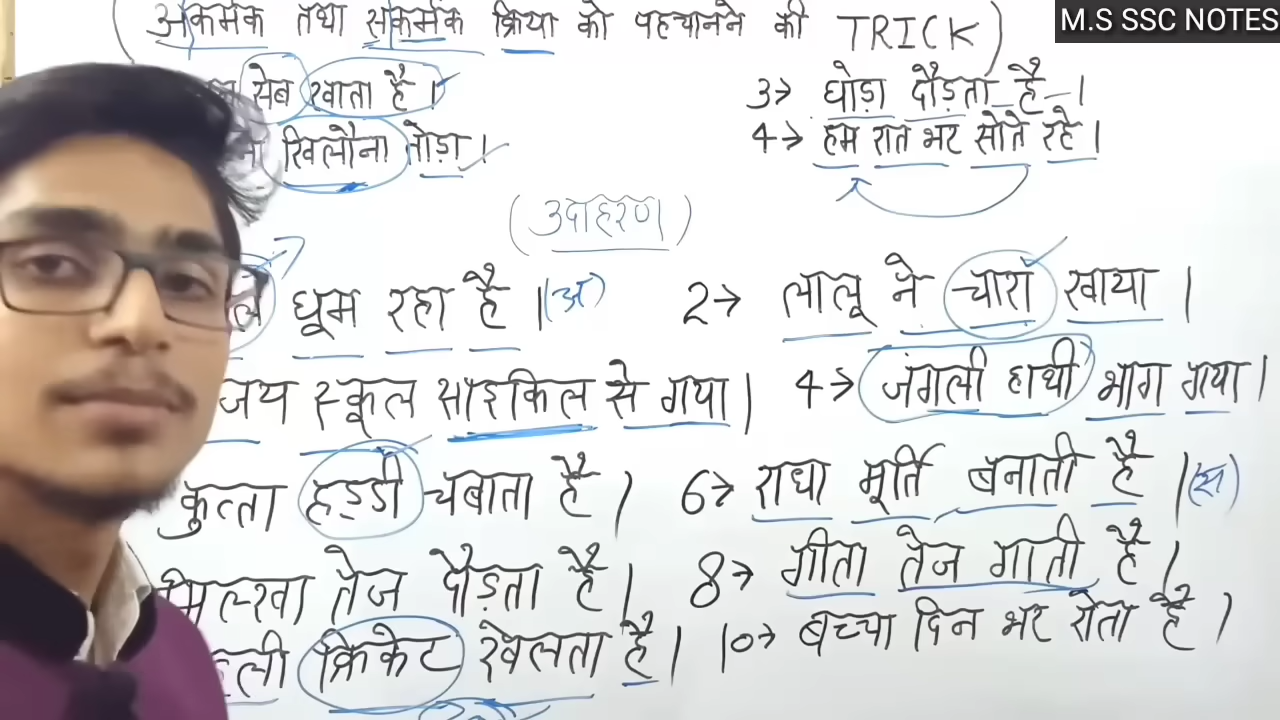 (अकर्मक तथा सकर्मक क्रिया को पहचानने की TRICK)
M.S SSC NOTES
सेब खाता है।
3→ घोड़ा दौड़ता है।
खिलौना तोड़ा।
4→ हम रात भर सोते रहे।
(उदाहरण)
घूम रहा है।(अ)
2→ लालू ने चारा खाया।
जय स्कूल साइकिल से गया।
4→ जंगली हाथी भाग गया।
कुत्ता हड्डी चबाता है।
6→ राधा मूर्ति बनाती है।(स)
मिल्खा तेज दौड़ता है।
8→ गीता तेज गाती है।
क्रिकेट खेलता है।
10→ बच्चा दिन भर रोता है।